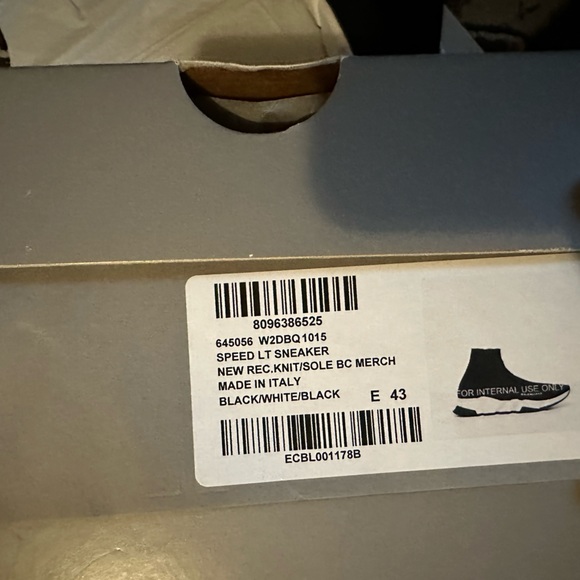 8096386525
645056 W2DBQ1015
SPEED LT SNEAKER
NEW REC.KNIT/SOLE BC MERCH
MADE IN ITALY
BLACK/WHITE/BLACK E 43
ECBL001178B
FOR INTERNAL USE ONLY